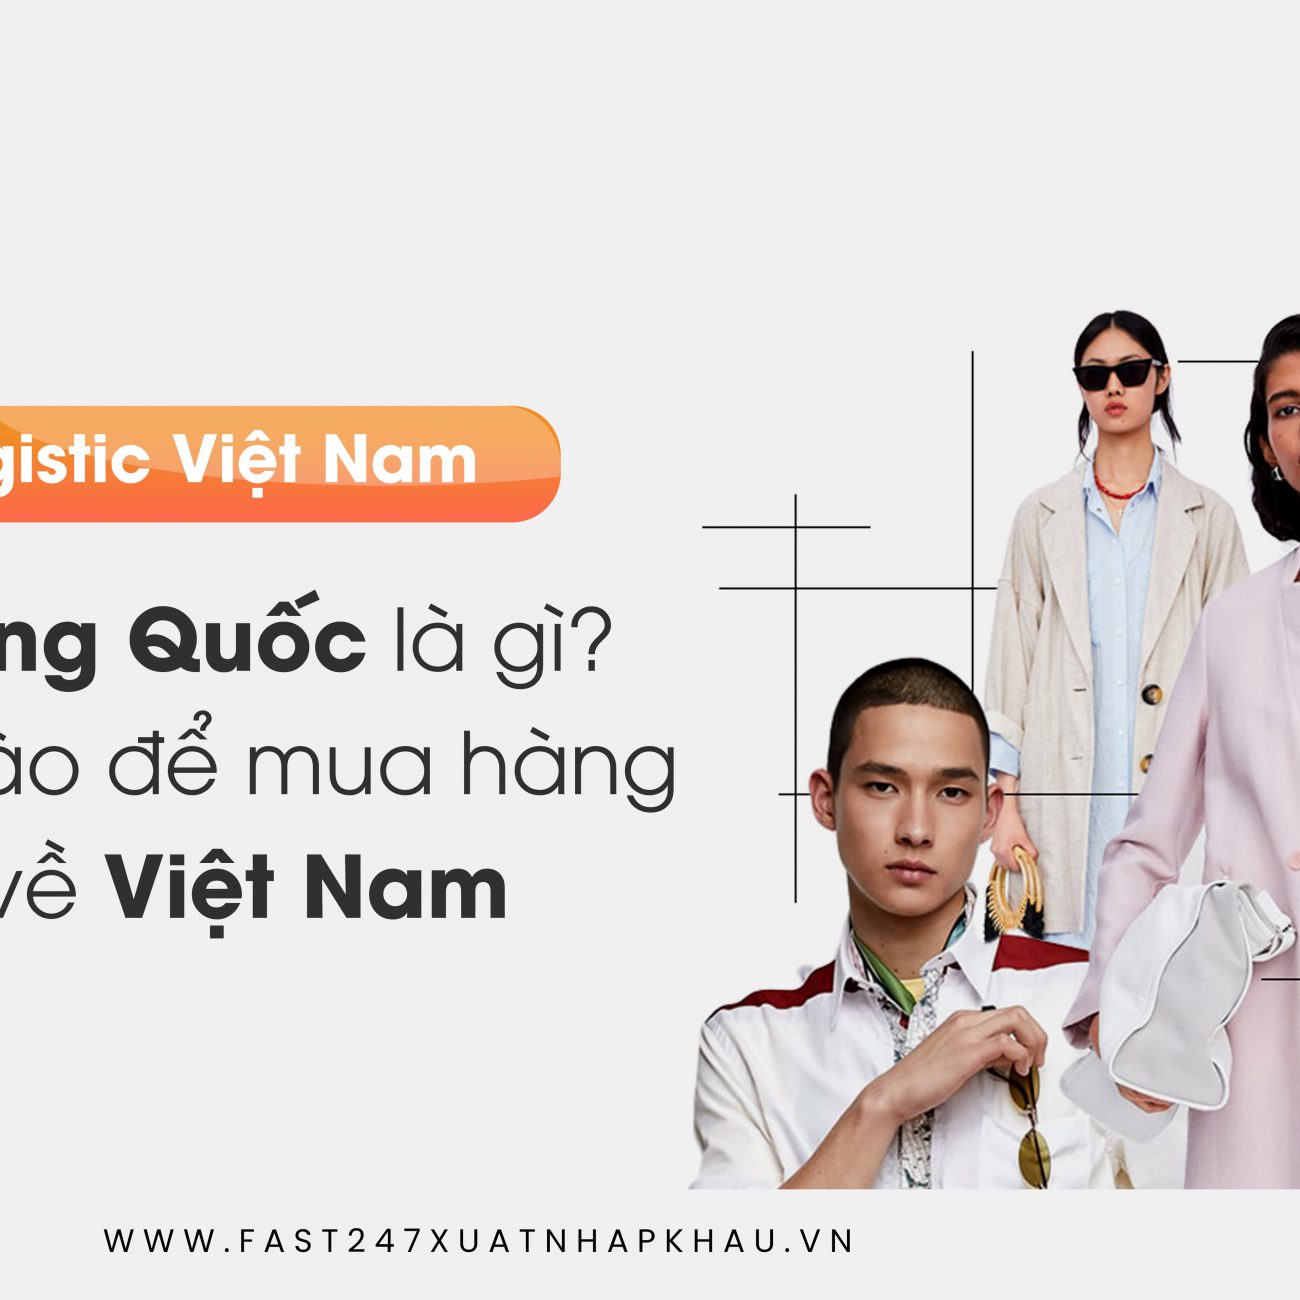 gistic Việt Nam
ng Quốc là gì?
ào để mua hàng
về Việt Nam
WWW.FAST247XUATNHAPKHAU.VN